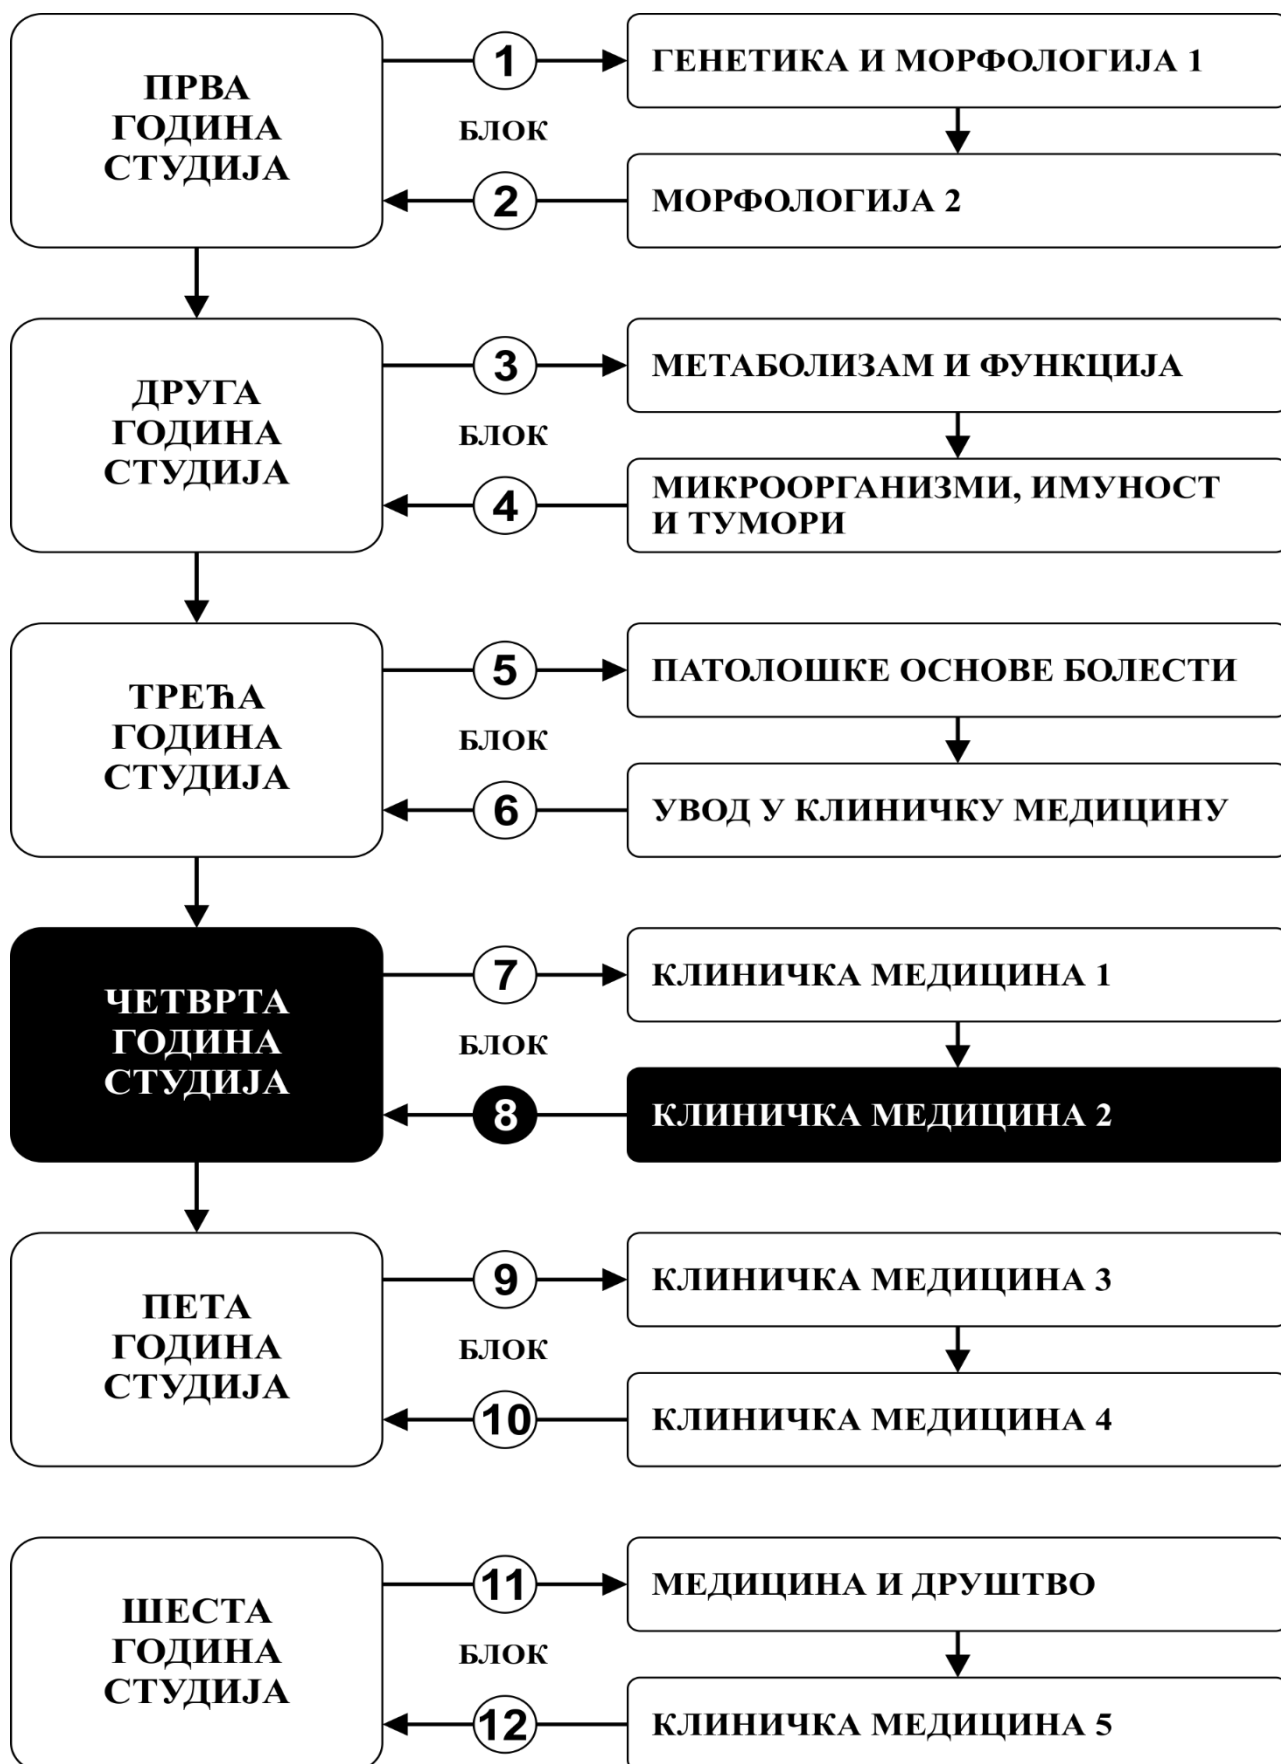 ПРВА
ГОДИНА
СТУДИЈА
1
БЛОК
2
ГЕНЕТИКА И МОРФОЛОГИЈА 1
МОРФОЛОГИЈА 2
ДРУГА
ГОДИНА
СТУДИЈА
3
БЛОК
4
МЕТАБОЛИЗАМ И ФУНКЦИЈА
МИКРООРГАНИЗМИ, ИМУНОСТ
И ТУМОРИ
ТРЕЋА
ГОДИНА
СТУДИЈА
5
БЛОК
6
ПАТОЛОШКЕ ОСНОВЕ БОЛЕСТИ
УВОД У КЛИНИЧКУ МЕДИЦИНУ
ЧЕТВРТА
ГОДИНА
СТУДИЈА
7
БЛОК
8
КЛИНИЧКА МЕДИЦИНА 1
КЛИНИЧКА МЕДИЦИНА 2
ПЕТА
ГОДИНА
СТУДИЈА
9
БЛОК
10
КЛИНИЧКА МЕДИЦИНА 3
КЛИНИЧКА МЕДИЦИНА 4
ШЕСТА
ГОДИНА
СТУДИЈА
11
БЛОК
12
МЕДИЦИНА И ДРУШТВО
КЛИНИЧКА МЕДИЦИНА 5